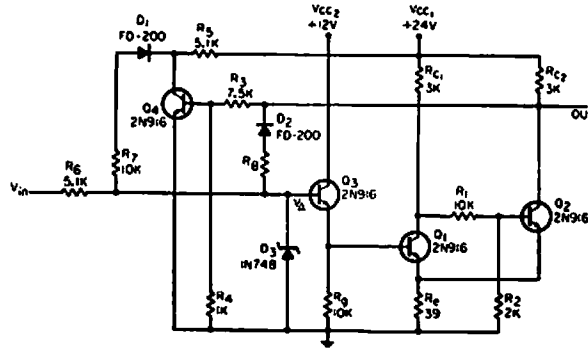 D1
FD-200
R5
5.1K
VCC2
+12V
VCC1
+24V
R3
7.5K
RC1
3K
RC2
3K
Q4
2N916
D2
FD-200
OUT
R7
10K
R6
5.1K
R8
Vin
VΔ
Q3
2N916
R1
10K
Q2
2N916
Q1
2N916
D3
1N748
R4
1K
R9
10K
Re
39
R2
2K